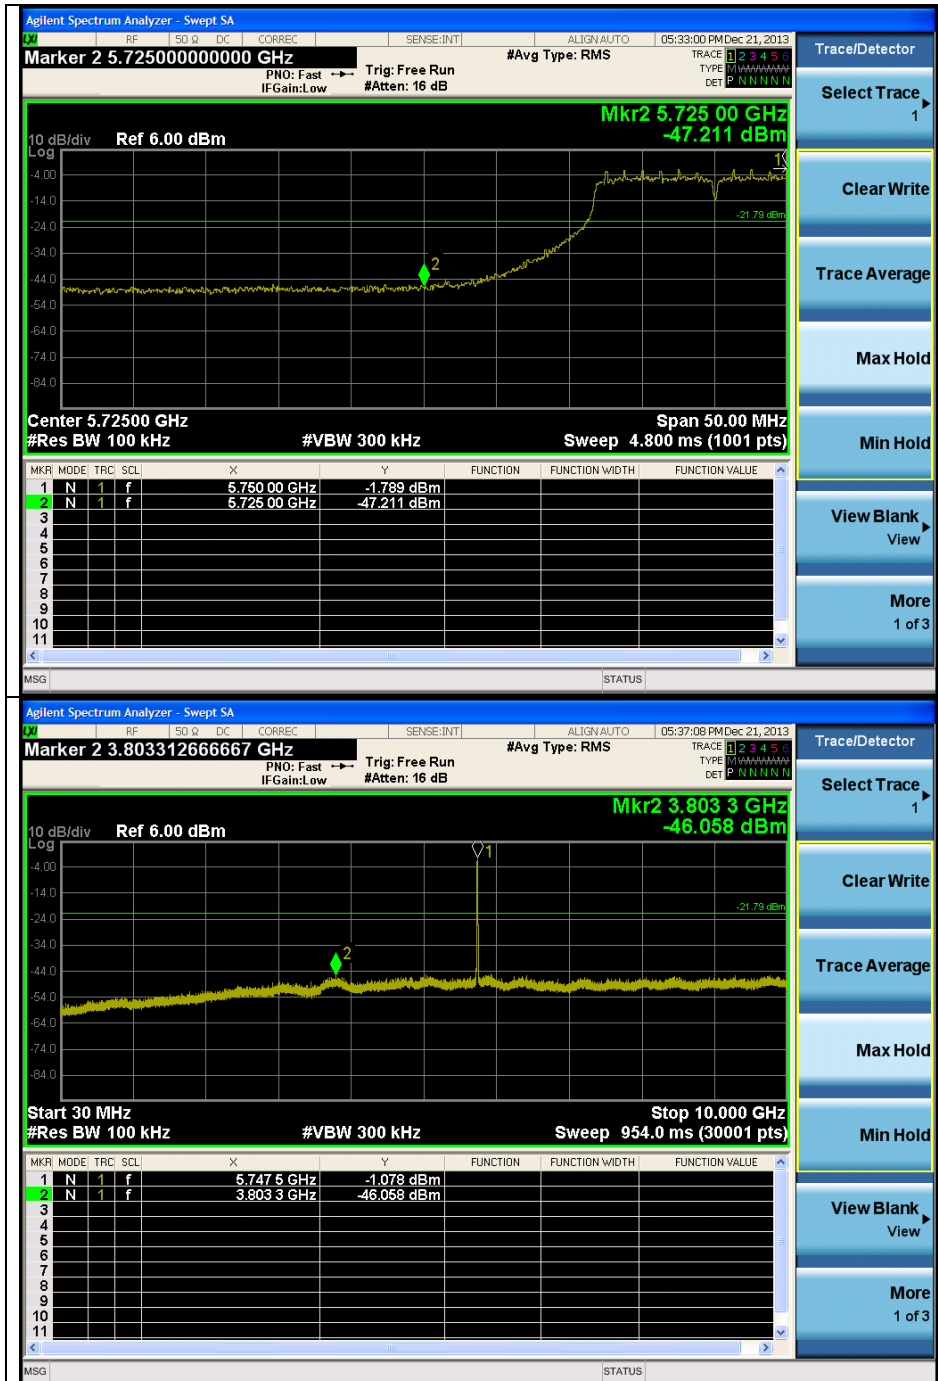 Agilent Spectrum Analyzer - Swept SA
LXI RF 50 Ω DC CORREC SENSE:INT ALIGNAUTO 05:33:00 PM Dec 21, 2013
Marker 2 5.725000000000 GHz
#Avg Type: RMS
TRACE 1 2 3 4 5 6
PNO: Fast Trig: Free Run
TYPE M WWWWW
IFGain:Low #Atten: 16 dB
DET P N N N N N
Mkr2 5.725 00 GHz
10 dB/div Ref 6.00 dBm -47.211 dBm
Log
1
-4.00
-14.0
-21.79 dBm
-24.0
-34.0
2
-44.0
-54.0
-64.0
-74.0
-84.0
Center 5.72500 GHz Span 50.00 MHz
#Res BW 100 kHz #VBW 300 kHz Sweep 4.800 ms (1001 pts)
MKR MODE TRC SCL X Y FUNCTION FUNCTION WIDTH FUNCTION VALUE
1 N 1 f 5.750 00 GHz -1.789 dBm
2 N 1 f 5.725 00 GHz -47.211 dBm
3
4
5
6
7
8
9
10
11
MSG STATUS
Trace/Detector
Select Trace
1
Clear Write
Trace Average
Max Hold
Min Hold
View Blank
View
More
1 of 3
Agilent Spectrum Analyzer - Swept SA
LXI RF 50 Ω DC CORREC SENSE:INT ALIGNAUTO 05:37:08 PM Dec 21, 2013
Marker 2 3.803312666667 GHz
#Avg Type: RMS
TRACE 1 2 3 4 5 6
PNO: Fast Trig: Free Run
TYPE M WWWWW
IFGain:Low #Atten: 16 dB
DET P N N N N N
Mkr2 3.803 3 GHz
10 dB/div Ref 6.00 dBm -46.058 dBm
Log
1
-4.00
-14.0
-21.79 dBm
-24.0
-34.0
2
-44.0
-54.0
-64.0
-74.0
-84.0
Start 30 MHz Stop 10.000 GHz
#Res BW 100 kHz #VBW 300 kHz Sweep 954.0 ms (30001 pts)
MKR MODE TRC SCL X Y FUNCTION FUNCTION WIDTH FUNCTION VALUE
1 N 1 f 5.747 5 GHz -1.078 dBm
2 N 1 f 3.803 3 GHz -46.058 dBm
3
4
5
6
7
8
9
10
11
MSG STATUS
Trace/Detector
Select Trace
1
Clear Write
Trace Average
Max Hold
Min Hold
View Blank
View
More
1 of 3